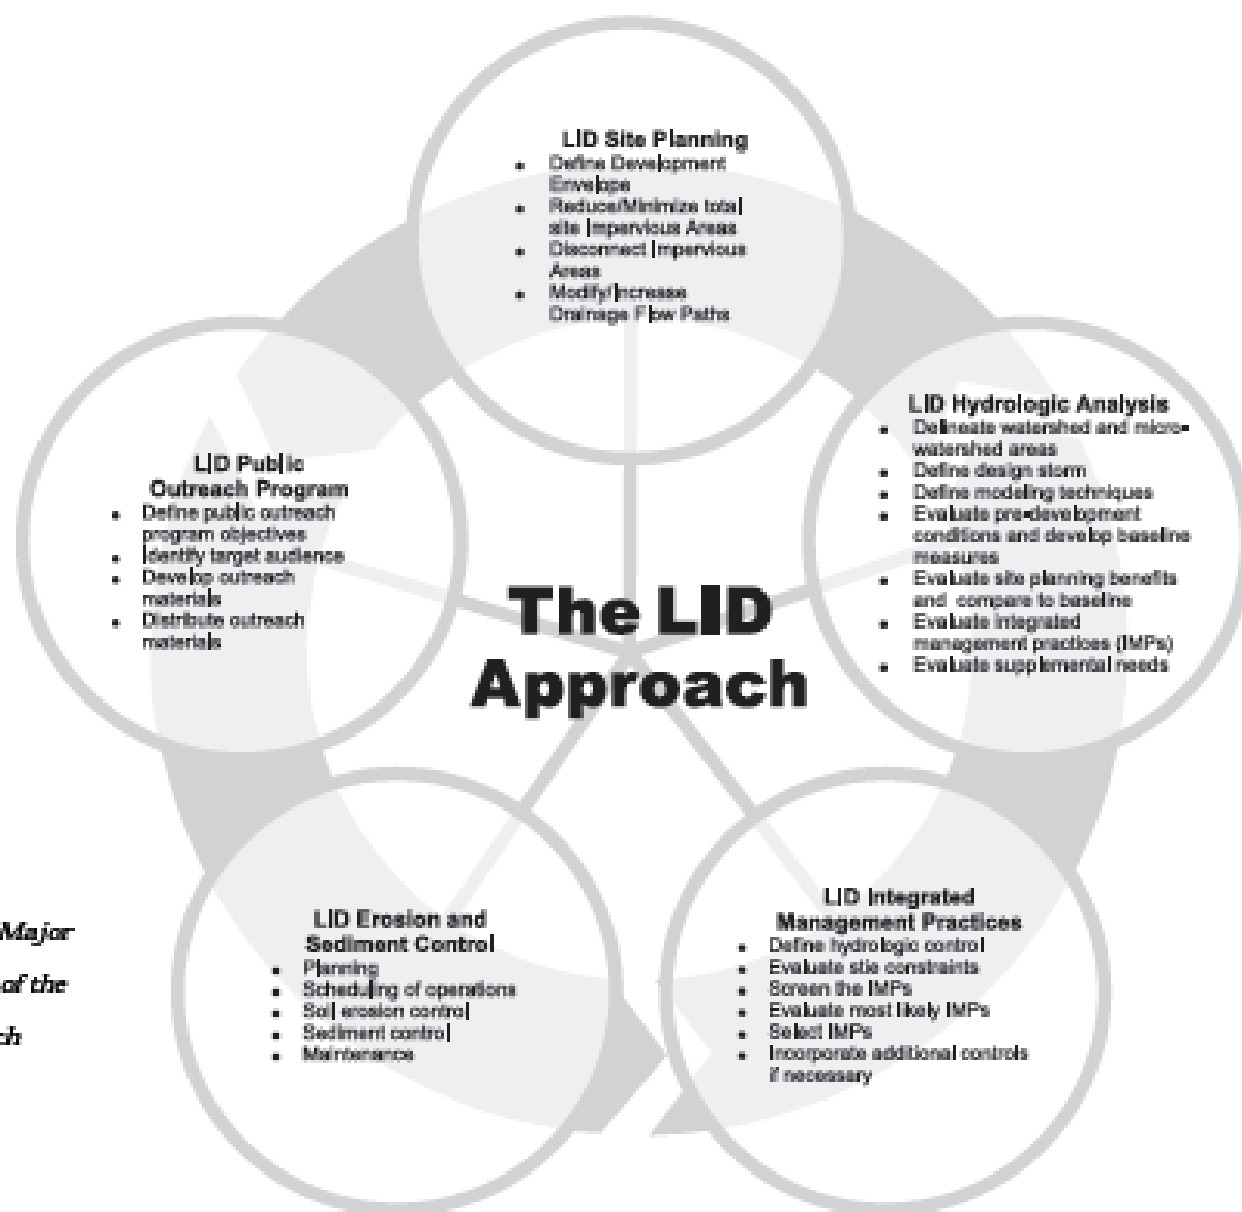 LID Site Planning
• Define Development
Envelope
• Reduce/Minimize total
site Impervious Areas
• Disconnect Impervious
Areas
• Modify/Increase
Drainage Flow Paths
LID Hydrologic Analysis
• Delineate watershed and micro-
watershed areas
• Define design storm
• Define modeling techniques
• Evaluate pre-development
conditions and develop baseline
measures
• Evaluate site planning benefits
and compare to baseline
• Evaluate integrated
management practices (IMPs)
• Evaluate supplemental needs
LID Public
Outreach Program
• Define public outreach
program objectives
• Identify target audience
• Develop outreach
materials
• Distribute outreach
materials
The LID
Approach
LID Integrated
Management Practices
• Define hydrologic control
• Evaluate site constraints
• Screen the IMPs
• Evaluate most likely IMPs
• Select IMPs
• Incorporate additional controls
if necessary
LID Erosion and
Sediment Control
• Planning
• Scheduling of operations
• Soil erosion control
• Sediment control
• Maintenance
Major
of the
ch